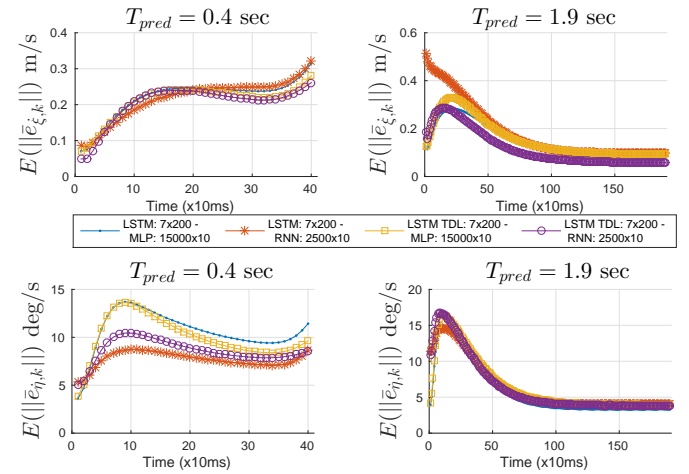 T_pred = 0.4 sec
T_pred = 1.9 sec
E(||ē_ξ̇,k||) m/s
0.4
0.3
0.2
0.1
0
0 10 20 30 40
Time (x10ms)
E(||ē_ξ̇,k||) m/s
0.6
0.4
0.2
0
50 100 150
Time (x10ms)
LSTM: 7x200 - MLP: 15000x10
LSTM: 7x200 - RNN: 2500x10
LSTM TDL: 7x200 - MLP: 15000x10
LSTM TDL: 7x200 - RNN: 2500x10
T_pred = 0.4 sec
T_pred = 1.9 sec
E(||ē_η̇,k||) deg/s
15
10
5
0
0 10 20 30 40
Time (x10ms)
E(||ē_η̇,k||) deg/s
20
15
10
5
0
0 50 100 150
Time (x10ms)